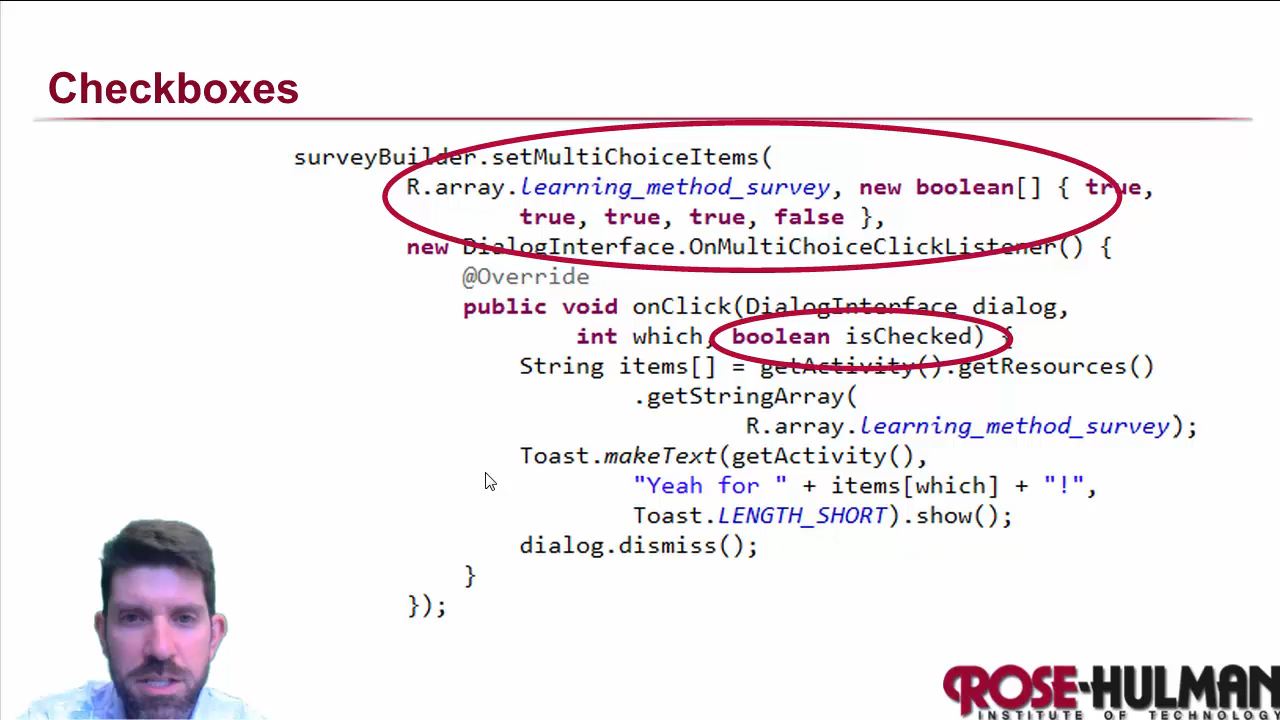 Checkboxes
surveyBuilder.setMultiChoiceItems(
R.array.learning_method_survey, new boolean[] { true,
true, true, true, false },
new DialogInterface.OnMultiChoiceClickListener() {
@Override
public void onClick(DialogInterface dialog,
int which, boolean isChecked) {
String items[] = getActivity().getResources()
.getStringArray(
R.array.learning_method_survey);
Toast.makeText(getActivity(),
"Yeah for " + items[which] + "!",
Toast.LENGTH_SHORT).show();
dialog.dismiss();
}
});
ROSE-HULMAN
INSTITUTE OF TECHNOLOGY